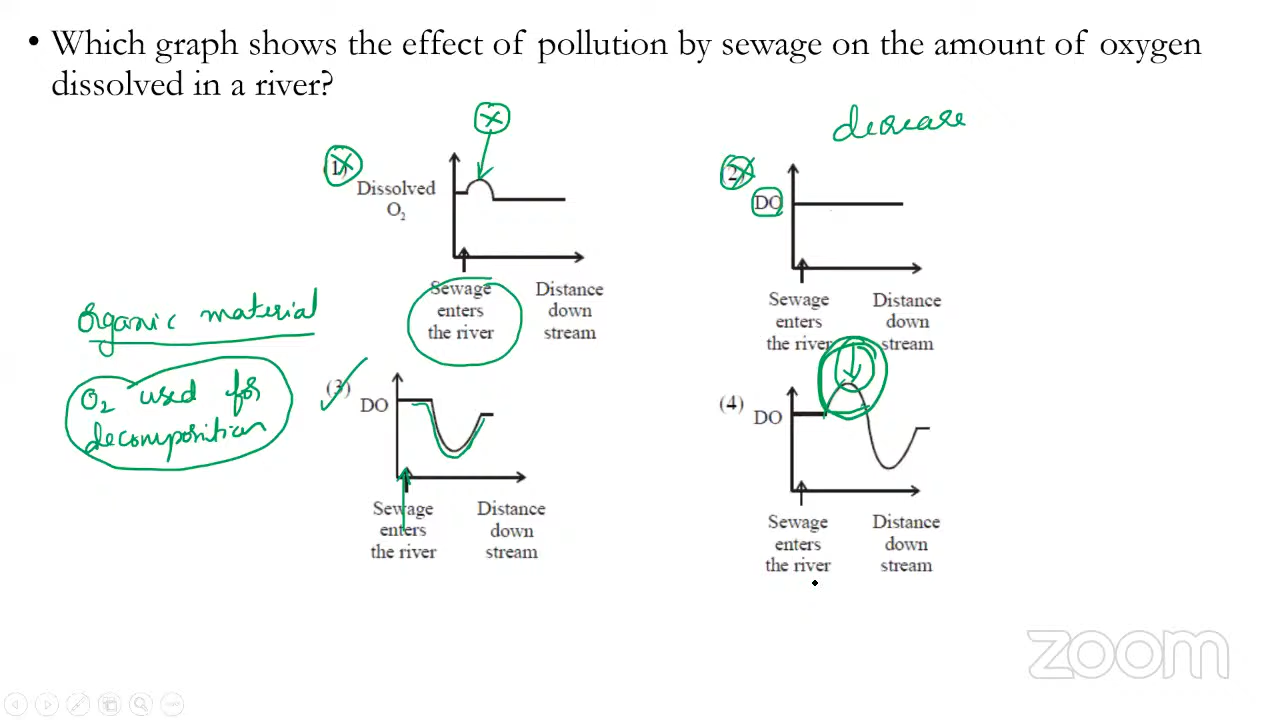 • Which graph shows the effect of pollution by sewage on the amount of oxygen
dissolved in a river?
decrease
(1)
Dissolved
O₂
Sewage
enters
the river
Distance
down
stream
(2)
DO
Sewage
enters
the river
Distance
down
stream
Organic material
O₂ used for
decomposition
(3)
DO
Sewage
enters
the river
Distance
down
stream
(4)
DO
Sewage
enters
the river
Distance
down
stream
zoom